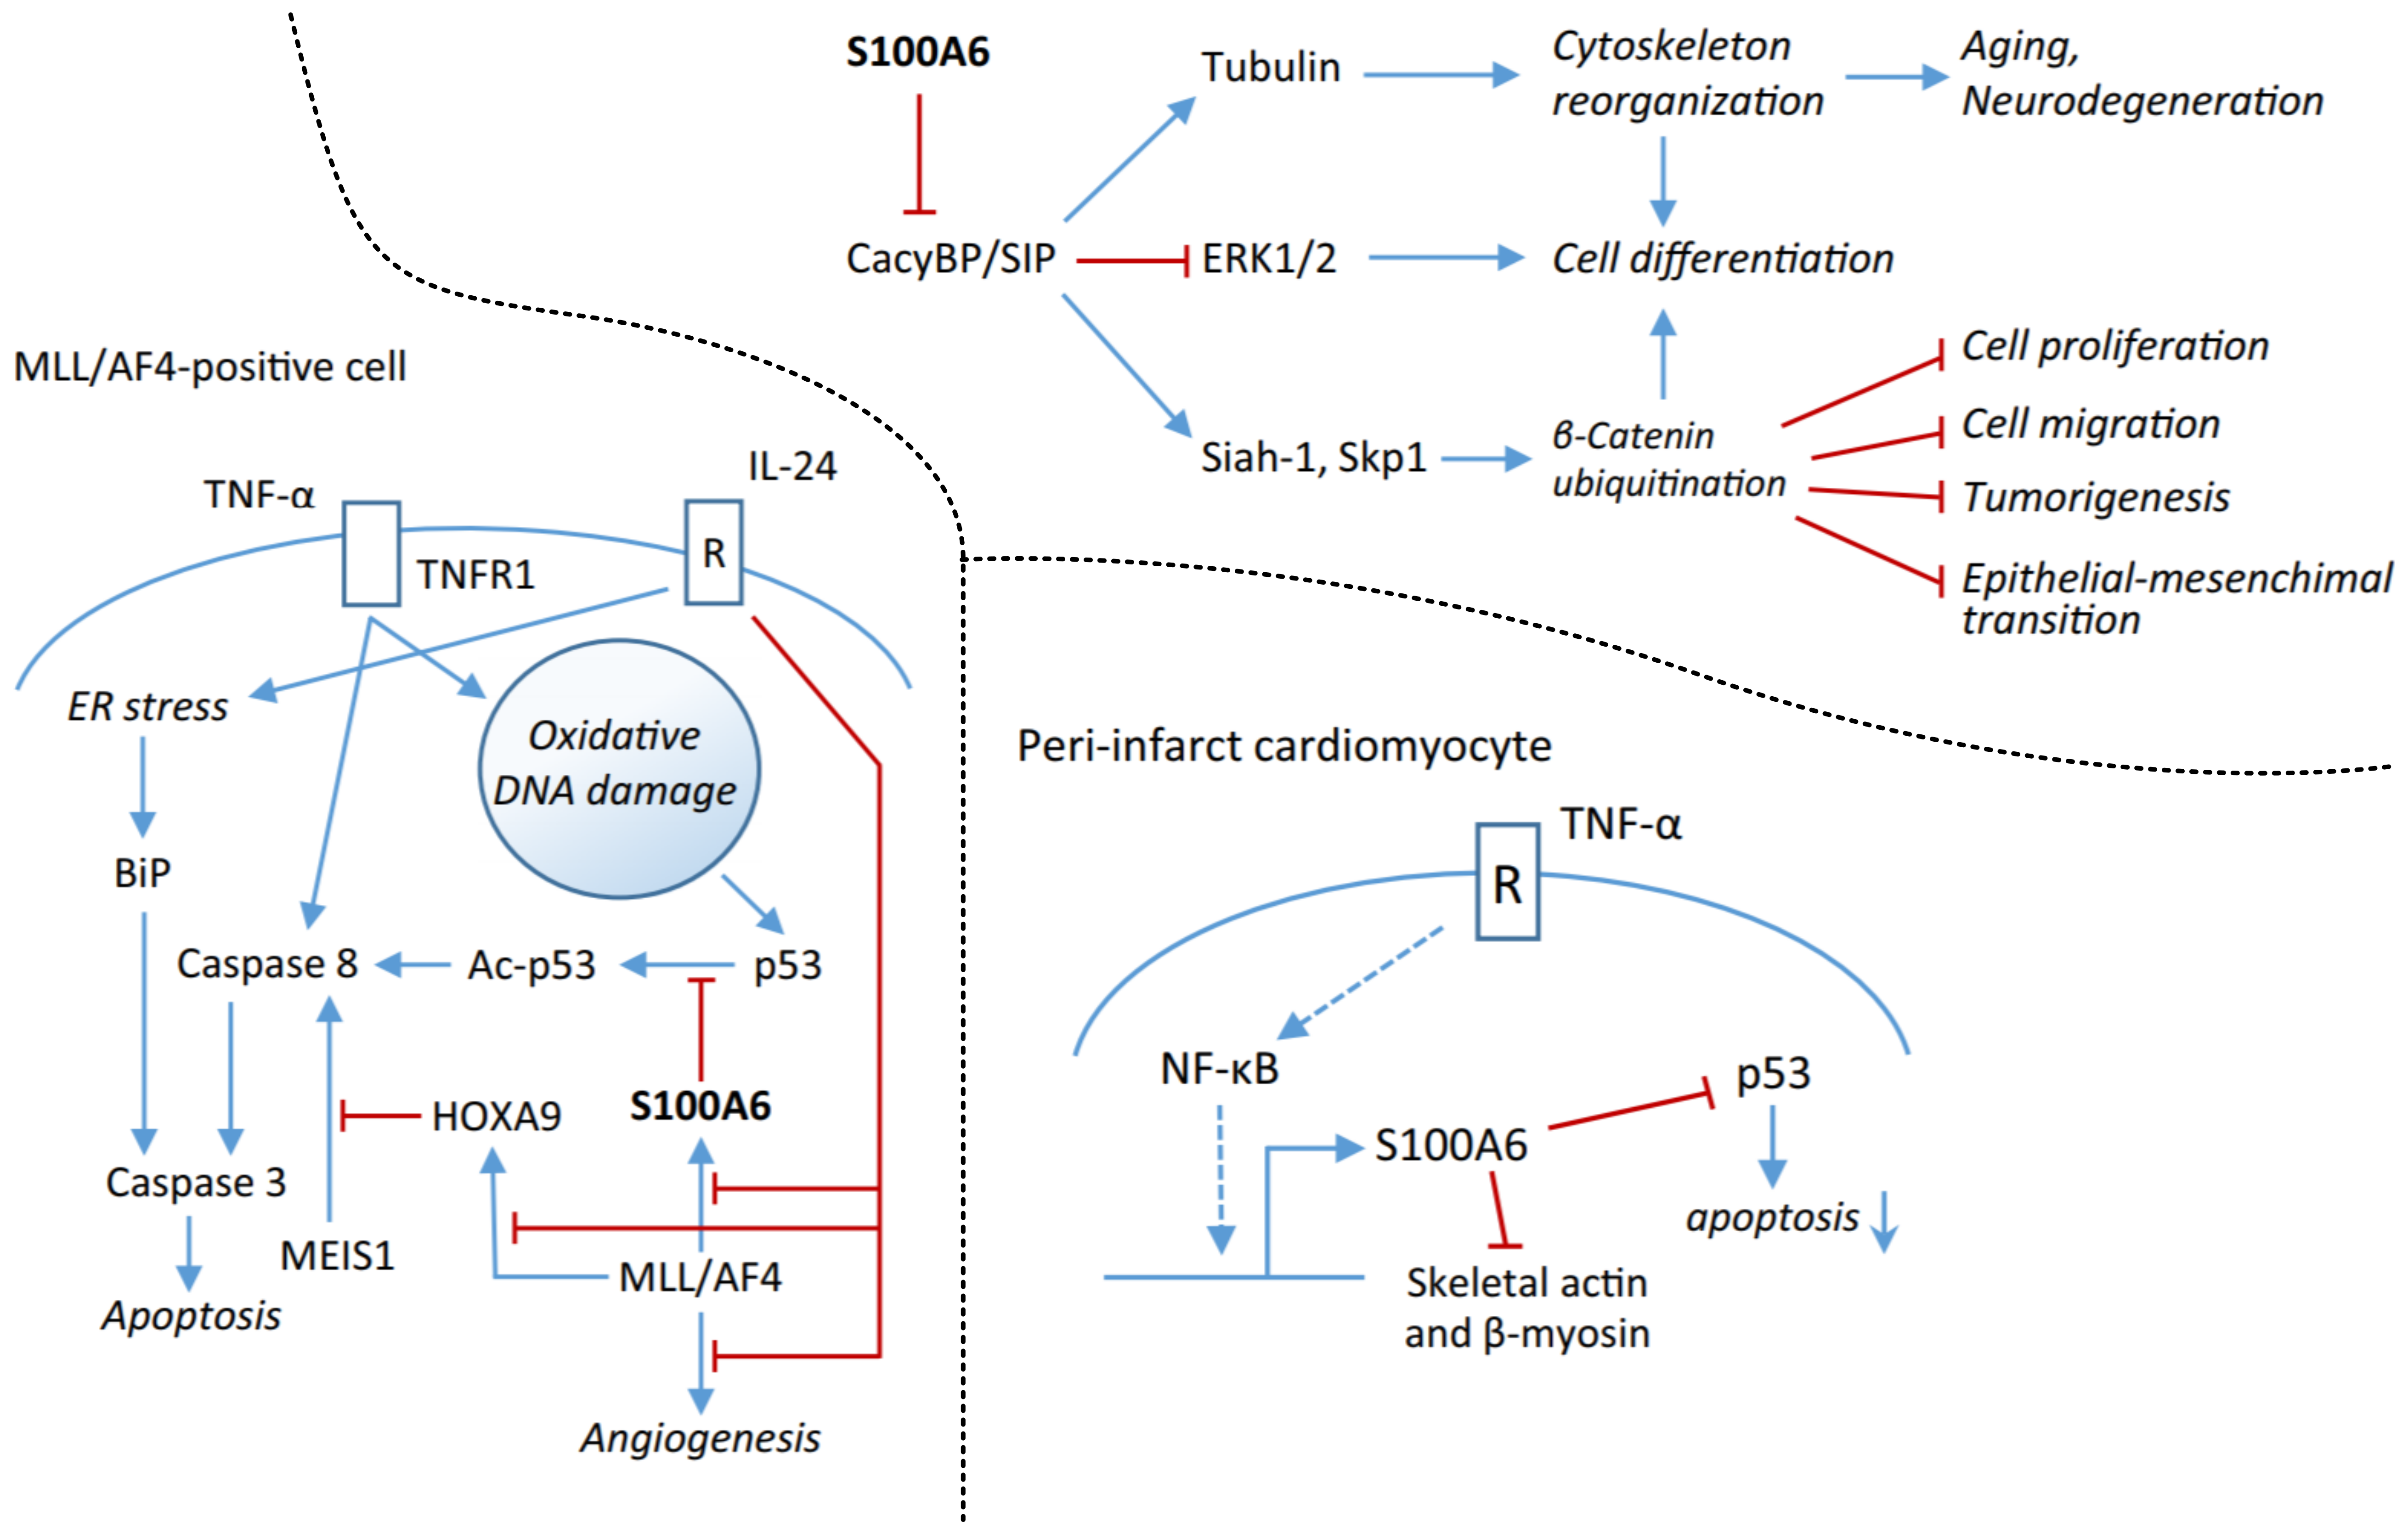 S100A6
Tubulin
Cytoskeleton
reorganization
Aging,
Neurodegeneration
CacyBP/SIP
ERK1/2
Cell differentiation
Siah-1, Skp1
β-Catenin
ubiquitination
Cell proliferation
Cell migration
Tumorigenesis
Epithelial-mesenchimal
transition
MLL/AF4-positive cell
TNF-α
IL-24
R
TNFR1
ER stress
Oxidative
DNA damage
BiP
Caspase 8
Ac-p53
p53
HOXA9
S100A6
Caspase 3
MEIS1
MLL/AF4
Apoptosis
Angiogenesis
Peri-infarct cardiomyocyte
TNF-α
R
NF-κB
p53
S100A6
apoptosis
Skeletal actin
and β-myosin